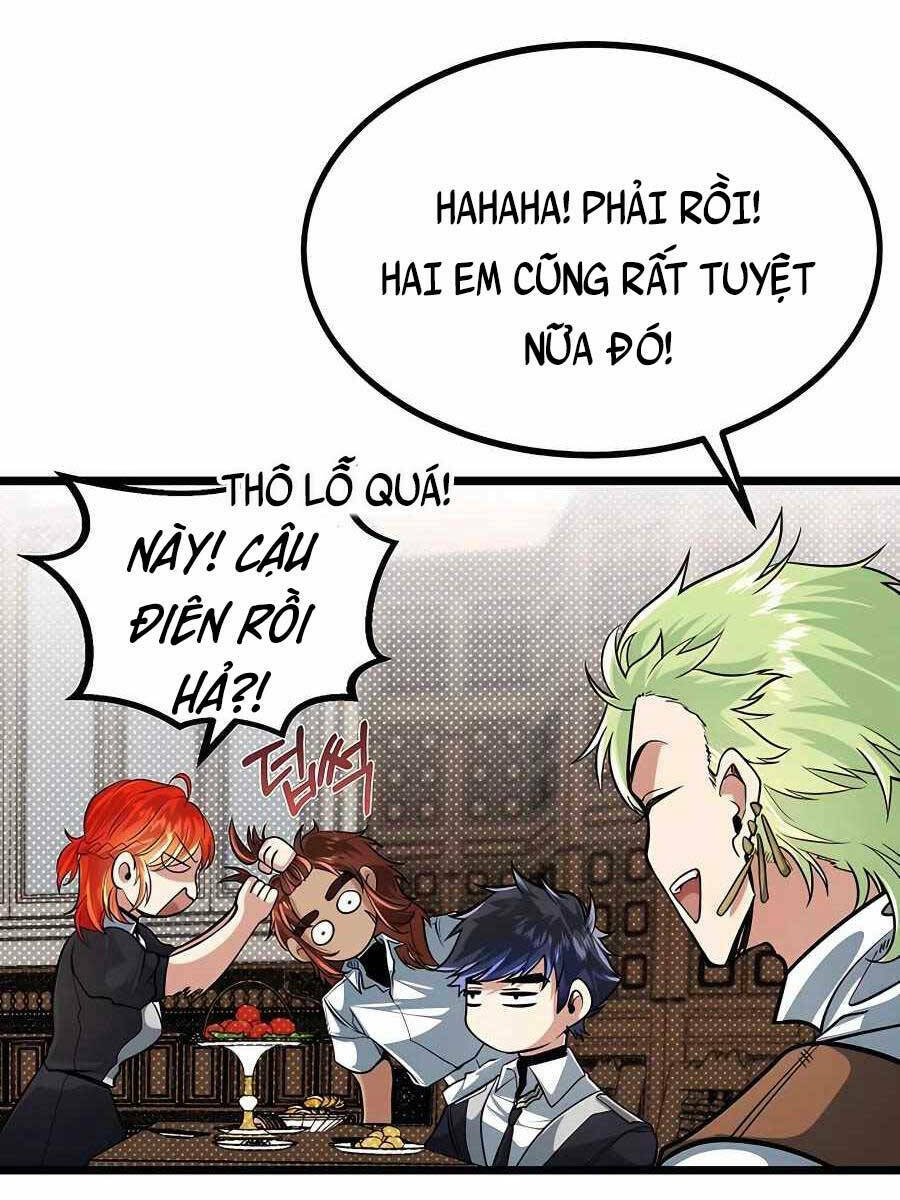 HAHAHA! PHẢI RỒI!
HAI EM CŨNG RẤT TUYỆT
NỮA ĐÓ!
THÔ LỖ QUÁ!
NÀY! CẬU
ĐIÊN RỒI
HẢ?!
덥썩